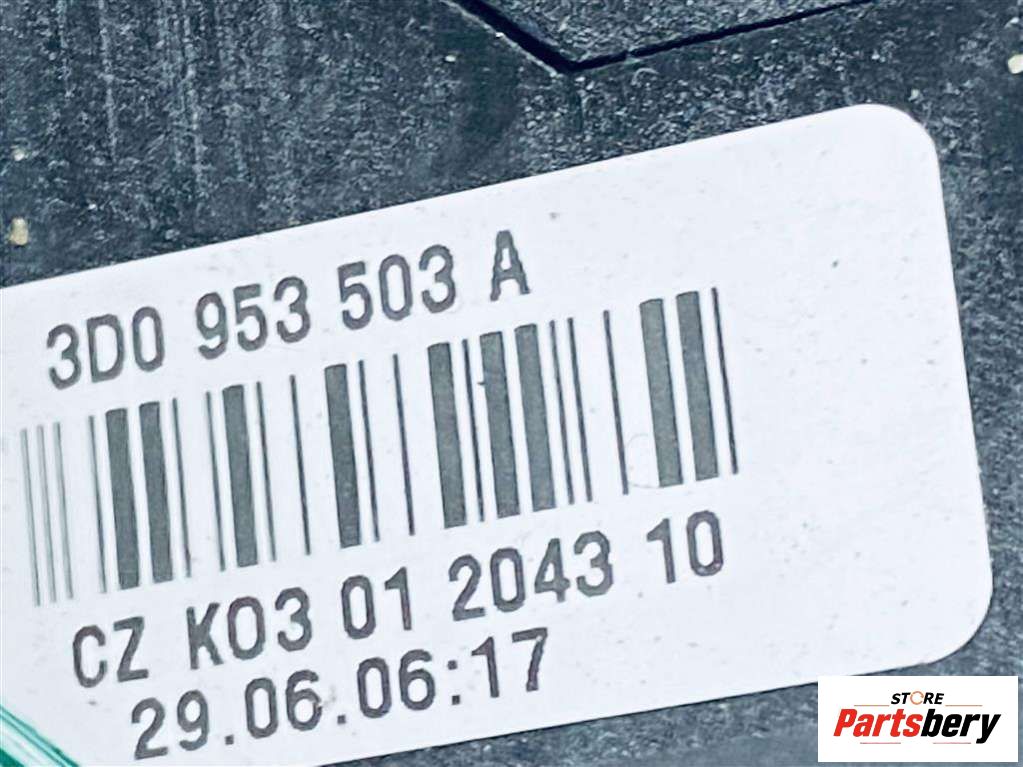 3D0 953 503 A
CZ K03 01 2043 10
29.06.06:17
STORE
Partsbery